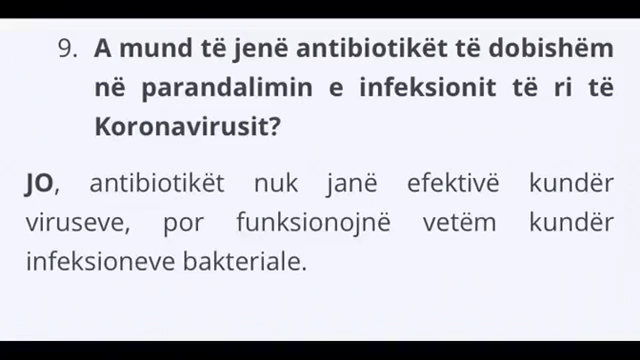 9. A mund të jenë antibiotikët të dobishëm
në parandalimin e infeksionit të ri të
Koronavirusit?
JO, antibiotikët nuk janë efektivë kundër
viruseve, por funksionojnë vetëm kundër
infeksioneve bakteriale.